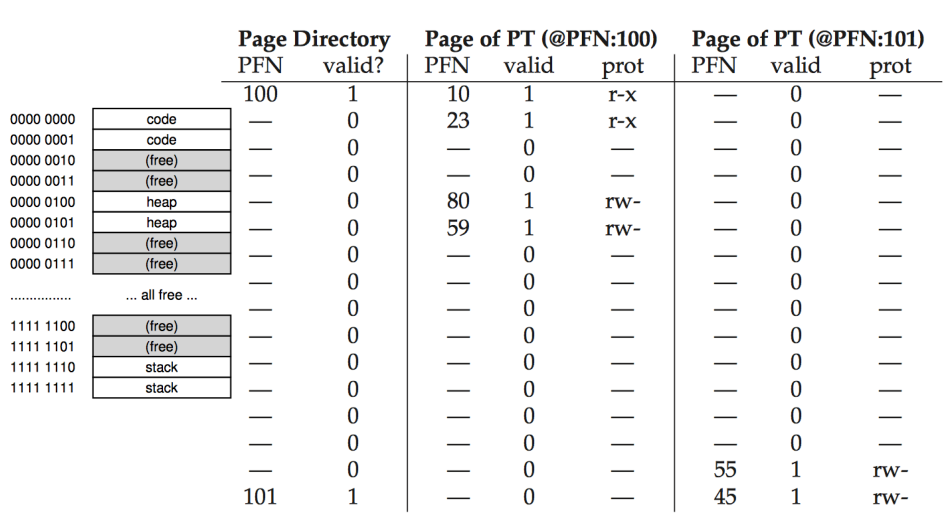 0000 0000 code
0000 0001 code
0000 0010 (free)
0000 0011 (free)
0000 0100 heap
0000 0101 heap
0000 0110 (free)
0000 0111 (free)
................ ... all free ...
1111 1100 (free)
1111 1101 (free)
1111 1110 stack
1111 1111 stack
Page Directory Page of PT (@PFN:100) Page of PT (@PFN:101)
PFN valid? PFN valid prot PFN valid prot
100 1 10 1 r-x — 0 —
— 0 23 1 r-x — 0 —
— 0 — 0 — — 0 —
— 0 — 0 — — 0 —
— 0 80 1 rw- — 0 —
— 0 59 1 rw- — 0 —
— 0 — 0 — — 0 —
— 0 — 0 — — 0 —
— 0 — 0 — — 0 —
— 0 — 0 — — 0 —
— 0 — 0 — — 0 —
— 0 — 0 — — 0 —
— 0 — 0 — — 0 —
— 0 — 0 — — 0 —
— 0 — 0 — 55 1 rw-
101 1 — 0 — 45 1 rw-